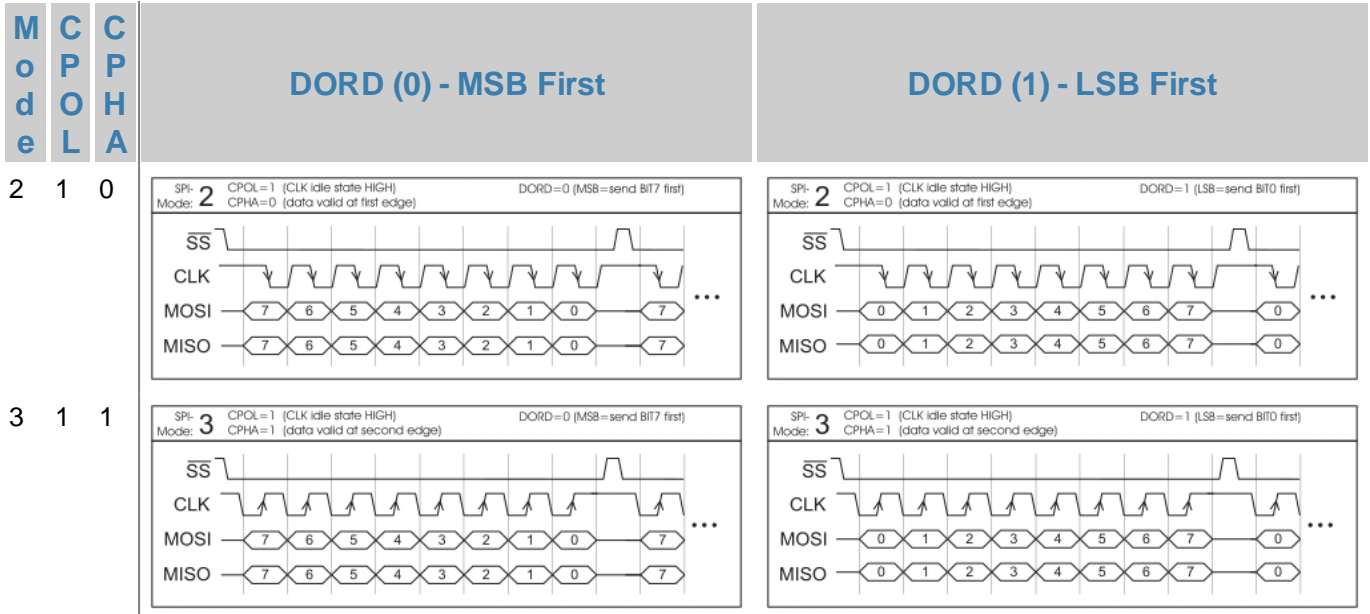 Mode CPOL CPHA DORD (0) - MSB First DORD (1) - LSB First
2 1 0
SPI-Mode: 2 CPOL=1 (CLK idle state HIGH) DORD=0 (MSB=send BIT7 first)
CPHA=0 (data valid at first edge)
SS
CLK
MOSI 7 6 5 4 3 2 1 0 7 ...
MISO 7 6 5 4 3 2 1 0 7
SPI-Mode: 2 CPOL=1 (CLK idle state HIGH) DORD=1 (LSB=send BIT0 first)
CPHA=0 (data valid at first edge)
SS
CLK
MOSI 0 1 2 3 4 5 6 7 0 ...
MISO 0 1 2 3 4 5 6 7 0
3 1 1
SPI-Mode: 3 CPOL=1 (CLK idle state HIGH) DORD=0 (MSB=send BIT7 first)
CPHA=1 (data valid at second edge)
SS
CLK
MOSI 7 6 5 4 3 2 1 0 7 ...
MISO 7 6 5 4 3 2 1 0 7
SPI-Mode: 3 CPOL=1 (CLK idle state HIGH) DORD=1 (LSB=send BIT0 first)
CPHA=1 (data valid at second edge)
SS
CLK
MOSI 0 1 2 3 4 5 6 7 0 ...
MISO 0 1 2 3 4 5 6 7 0